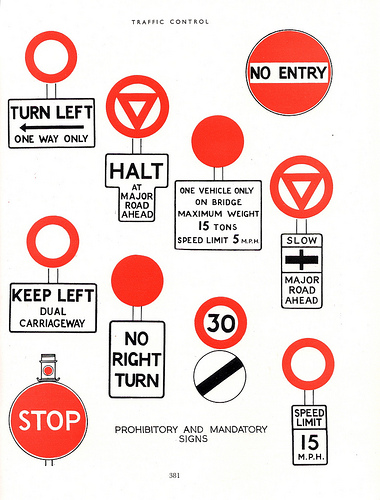 TRAFFIC CONTROL
TURN LEFT
ONE WAY ONLY
HALT
AT
MAJOR
ROAD
AHEAD
ONE VEHICLE ONLY
ON BRIDGE
MAXIMUM WEIGHT
15 TONS
SPEED LIMIT 5 M.P.H.
NO ENTRY
SLOW
MAJOR
ROAD
AHEAD
KEEP LEFT
DUAL
CARRIAGEWAY
NO
RIGHT
TURN
30
STOP
SPEED
LIMIT
15
M.P.H.
PROHIBITORY AND MANDATORY
SIGNS
381